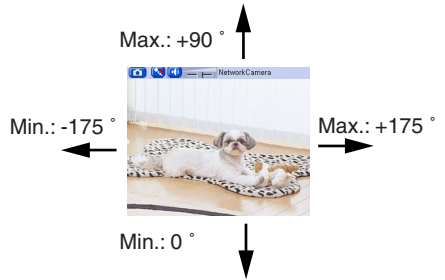 Max.: +90 ˚
NetworkCamera
Min.: -175 ˚
Max.: +175 ˚
Min.: 0 ˚